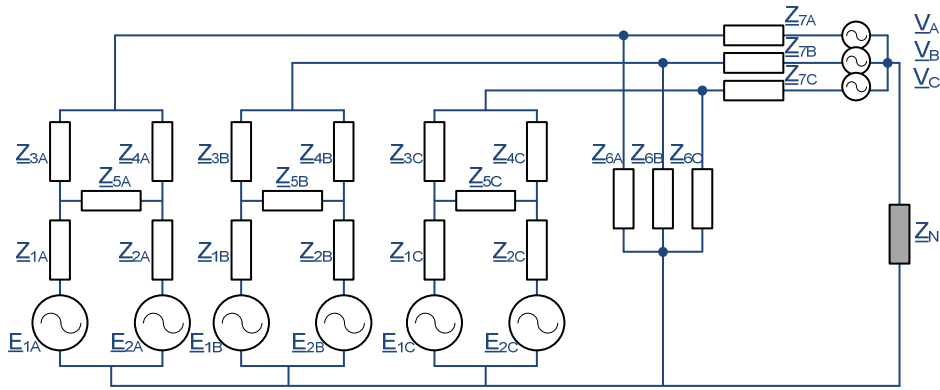 Z7A
VA
Z7B
VB
Z7C
VC
Z3A
Z4A
Z3B
Z4B
Z3C
Z4C
Z6A
Z6B
Z6C
Z5A
Z5B
Z5C
Z1A
Z2A
Z1B
Z2B
Z1C
Z2C
ZN
E1A
E2A
E1B
E2B
E1C
E2C